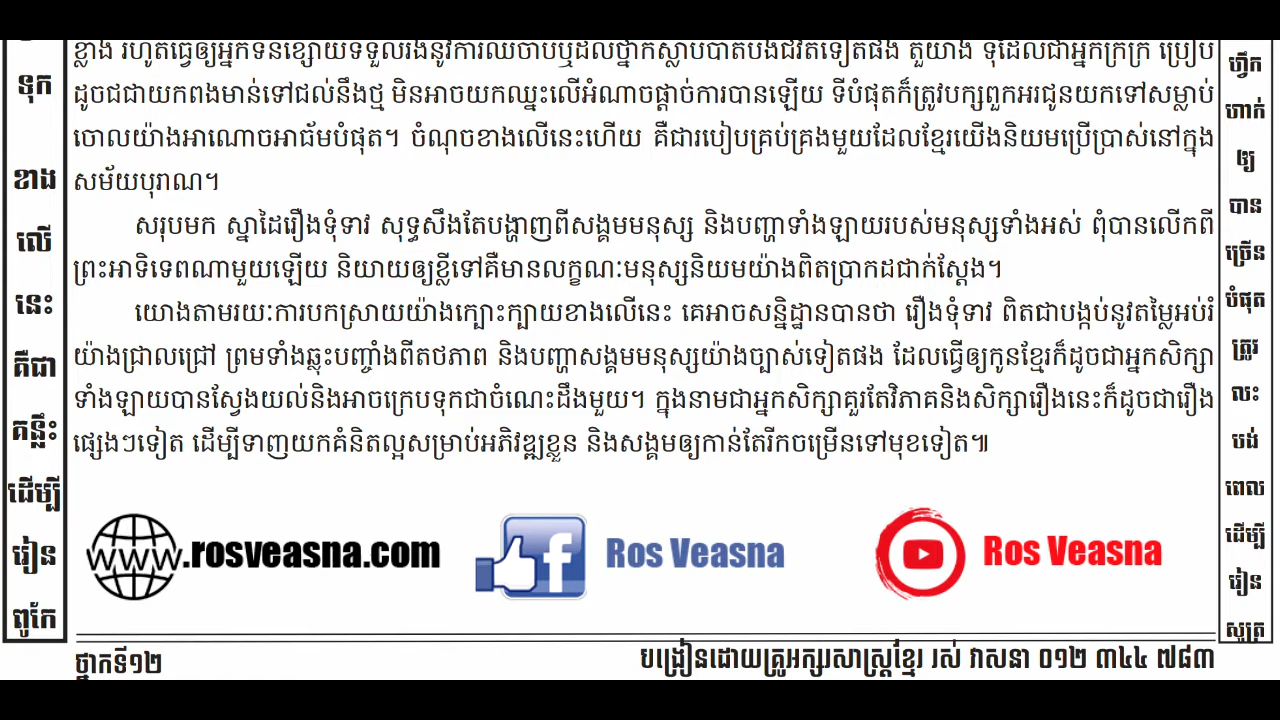 ទុក
ខាង
លើ
នេះ
គឺជា
គន្លឹះ
ដើម្បី
រៀន
ពូកែ
ខ្លាំង រហូតធ្វើឲ្យអ្នកទន់ខ្សោយទទួលរងនូវការឈឺចាប់ឬដល់ថ្នាក់ស្លាប់បាត់បង់ជីវិតទៀតផង តួយ៉ាង ទុំដែលជាអ្នកក្រីក្រ ប្រៀប
ដូចជជាយកពងមាន់ទៅជល់នឹងថ្ម មិនអាចយកឈ្នះលើអំណាចផ្តាច់ការបានឡើយ ទីបំផុតក៏ត្រូវបក្សពួកអរជូនយកទៅសម្លាប់
ចោលយ៉ាងអាណោចអាធ័មបំផុត។ ចំណុចខាងលើនេះហើយ គឺជារបៀបគ្រប់គ្រងមួយដែលខ្មែរយើងនិយមប្រើប្រាស់នៅក្នុង
សម័យបុរាណ។
សរុបមក ស្នាដៃរឿងទុំទាវ សុទ្ធសឹងតែបង្ហាញពីសង្គមមនុស្ស និងបញ្ហាទាំងឡាយរបស់មនុស្សទាំងអស់ ពុំបានលើកពី
ព្រះអាទិទេពណាមួយឡើយ និយាយឲ្យខ្លីទៅគឺមានលក្ខណៈមនុស្សនិយមយ៉ាងពិតប្រាកដជាក់ស្តែង។
យោងតាមរយៈការបកស្រាយយ៉ាងក្បោះក្បាយខាងលើនេះ គេអាចសន្និដ្ឋានបានថា រឿងទុំទាវ ពិតជាបង្កប់នូវតម្លៃអប់រំ
យ៉ាងជ្រាលជ្រៅ ព្រមទាំងឆ្លុះបញ្ចាំងពីតថភាព និងបញ្ហាសង្គមមនុស្សយ៉ាងច្បាស់ទៀតផង ដែលធ្វើឲ្យកូនខ្មែរក៏ដូចជាអ្នកសិក្សា
ទាំងឡាយបានស្វែងយល់និងអាចក្រេបទុកជាចំណេះដឹងមួយ។ ក្នុងនាមជាអ្នកសិក្សាគួរតែវិភាគនិងសិក្សារឿងនេះក៏ដូចជារឿង
ផ្សេងៗទៀត ដើម្បីទាញយកគំនិតល្អសម្រាប់អភិវឌ្ឍខ្លួន និងសង្គមឲ្យកាន់តែរីកចម្រើនទៅមុខទៀត៕
www.rosveasna.com
Ros Veasna
Ros Veasna
ថ្នាក់ទី១២
បង្រៀនដោយគ្រូអក្សរសាស្ត្រខ្មែរ រស់ វាសនា ០១២ ៣៤៤ ៧៨៣
ហ្វឹក
ហាត់
ឲ្យ
បាន
ច្រើន
បំផុត
ត្រូវ
លះ
បង់
ពេល
ដើម្បី
រៀន
សូត្រ